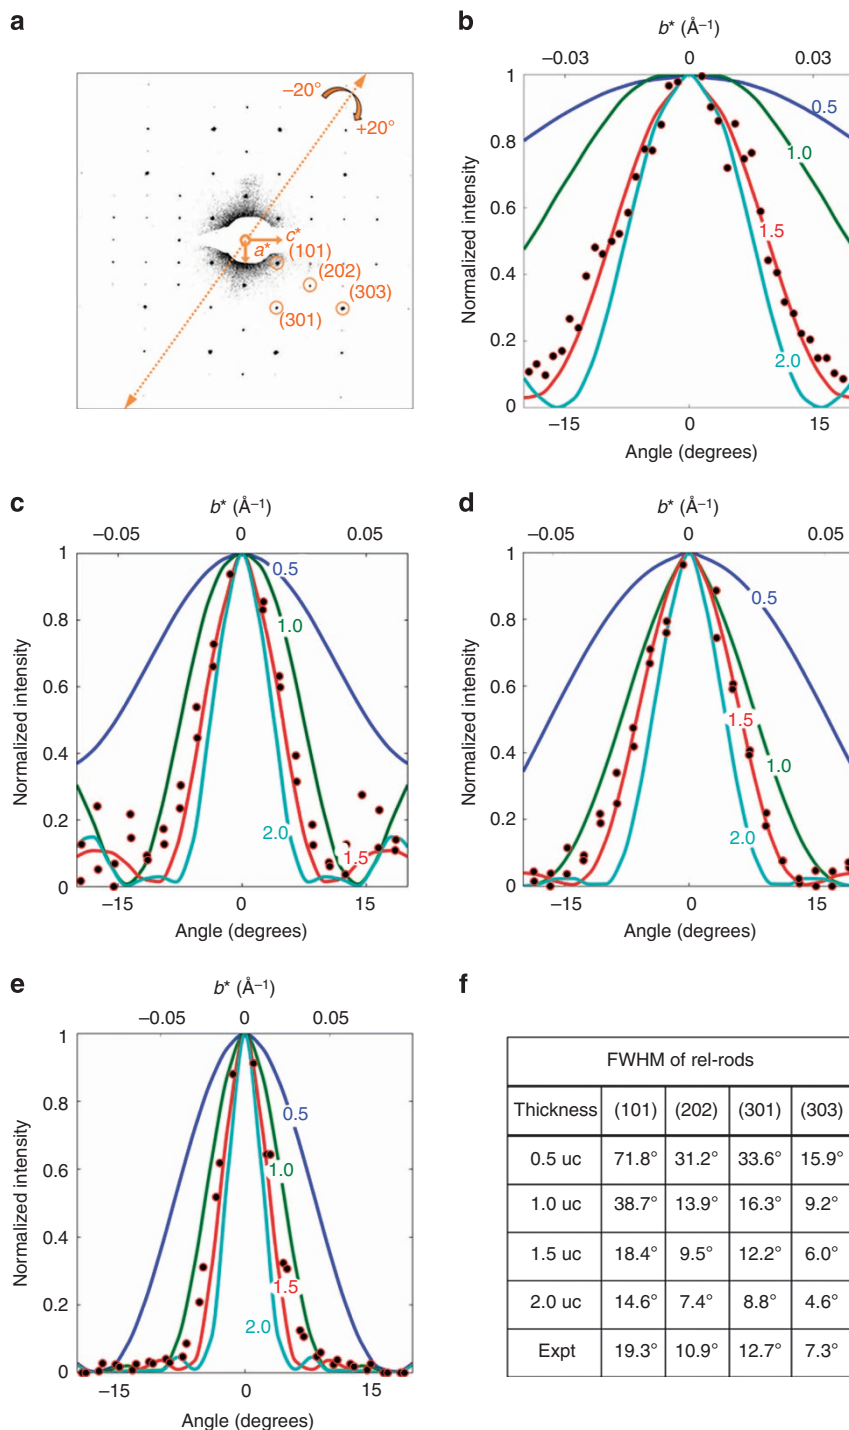 a
−20°
+20°
c*
a*
(101)
(202)
(303)
(301)
b
b* (Å⁻¹)
−0.03 0 0.03
1
0.8
0.6
0.4
0.2
0
Normalized intensity
0.5
1.0
1.5
2.0
−15 0 15
Angle (degrees)
c
b* (Å⁻¹)
−0.05 0 0.05
1
0.8
0.6
0.4
0.2
0
Normalized intensity
0.5
1.0
2.0
1.5
−15 0 15
Angle (degrees)
d
b* (Å⁻¹)
−0.05 0 0.05
1
0.8
0.6
0.4
0.2
0
Normalized intensity
0.5
1.5
1.0
2.0
−15 0 15
Angle (degrees)
e
b* (Å⁻¹)
−0.05 0 0.05
1
0.8
0.6
0.4
0.2
0
Normalized intensity
0.5
1.0
1.5
2.0
−15 0 15
Angle (degrees)
f
FWHM of rel-rods
Thickness (101) (202) (301) (303)
0.5 uc 71.8° 31.2° 33.6° 15.9°
1.0 uc 38.7° 13.9° 16.3° 9.2°
1.5 uc 18.4° 9.5° 12.2° 6.0°
2.0 uc 14.6° 7.4° 8.8° 4.6°
Expt 19.3° 10.9° 12.7° 7.3°